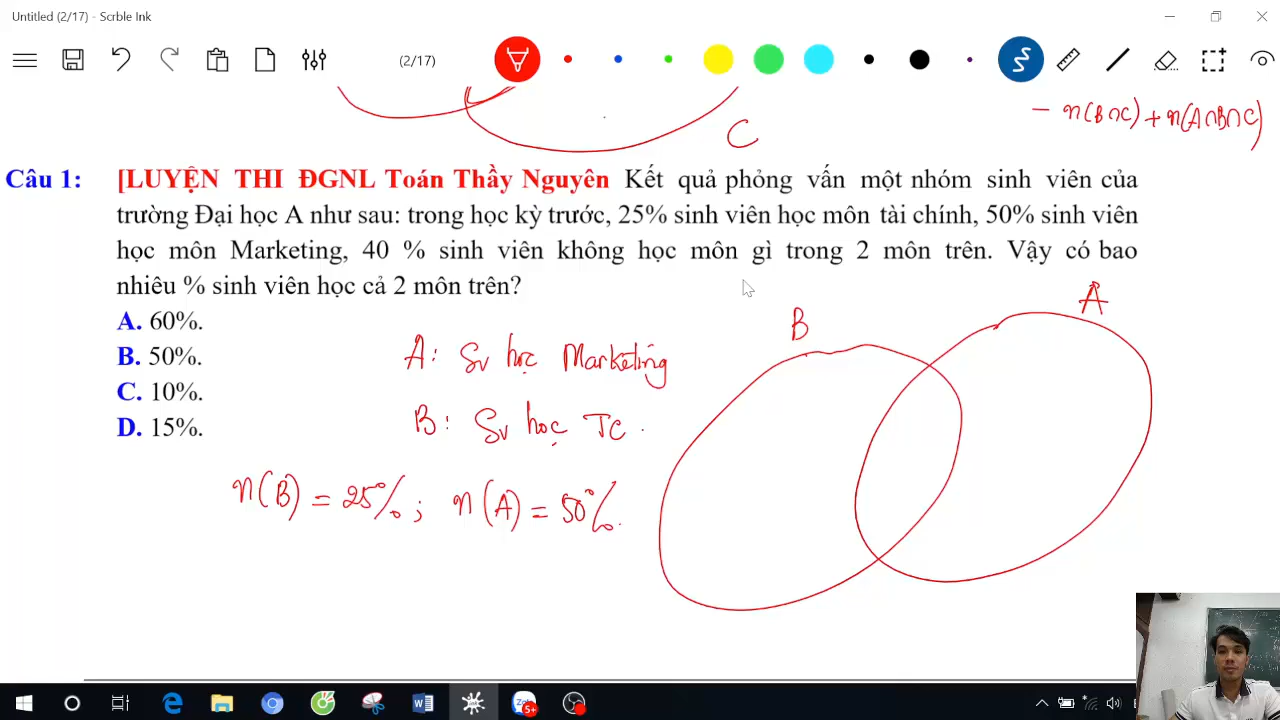 Untitled (2/17) - Scrble Ink
(2/17)
- n(B∩C) + n(A∩B∩C)
C
Câu 1: [LUYỆN THI ĐGNL Toán Thầy Nguyên Kết quả phỏng vấn một nhóm sinh viên của
trường Đại học A như sau: trong học kỳ trước, 25% sinh viên học môn tài chính, 50% sinh viên
học môn Marketing, 40 % sinh viên không học môn gì trong 2 môn trên. Vậy có bao
nhiêu % sinh viên học cả 2 môn trên?
A. 60%.
B. 50%.
C. 10%.
D. 15%.
A: Sv học Marketing
B: Sv học TC.
n(B) = 25%; n(A) = 50%.
B
A